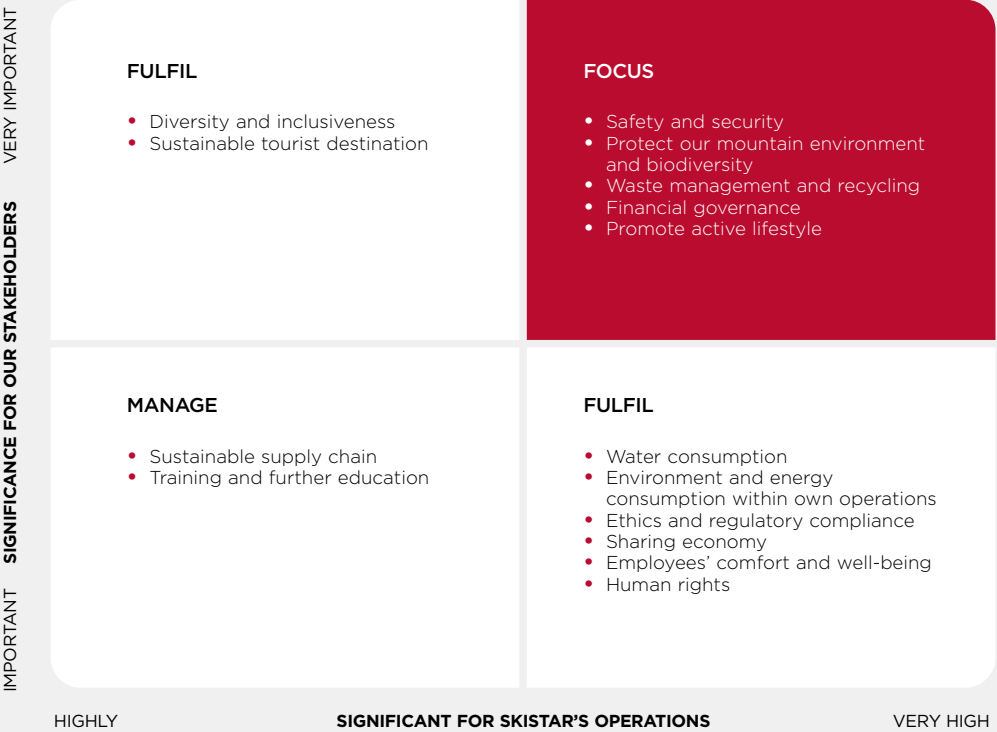 VERY IMPORTANT
SIGNIFICANCE FOR OUR STAKEHOLDERS
IMPORTANT
FULFIL
• Diversity and inclusiveness
• Sustainable tourist destination
FOCUS
• Safety and security
• Protect our mountain environment
and biodiversity
• Waste management and recycling
• Financial governance
• Promote active lifestyle
MANAGE
• Sustainable supply chain
• Training and further education
FULFIL
• Water consumption
• Environment and energy
consumption within own operations
• Ethics and regulatory compliance
• Sharing economy
• Employees’ comfort and well-being
• Human rights
HIGHLY
SIGNIFICANT FOR SKISTAR’S OPERATIONS
VERY HIGH